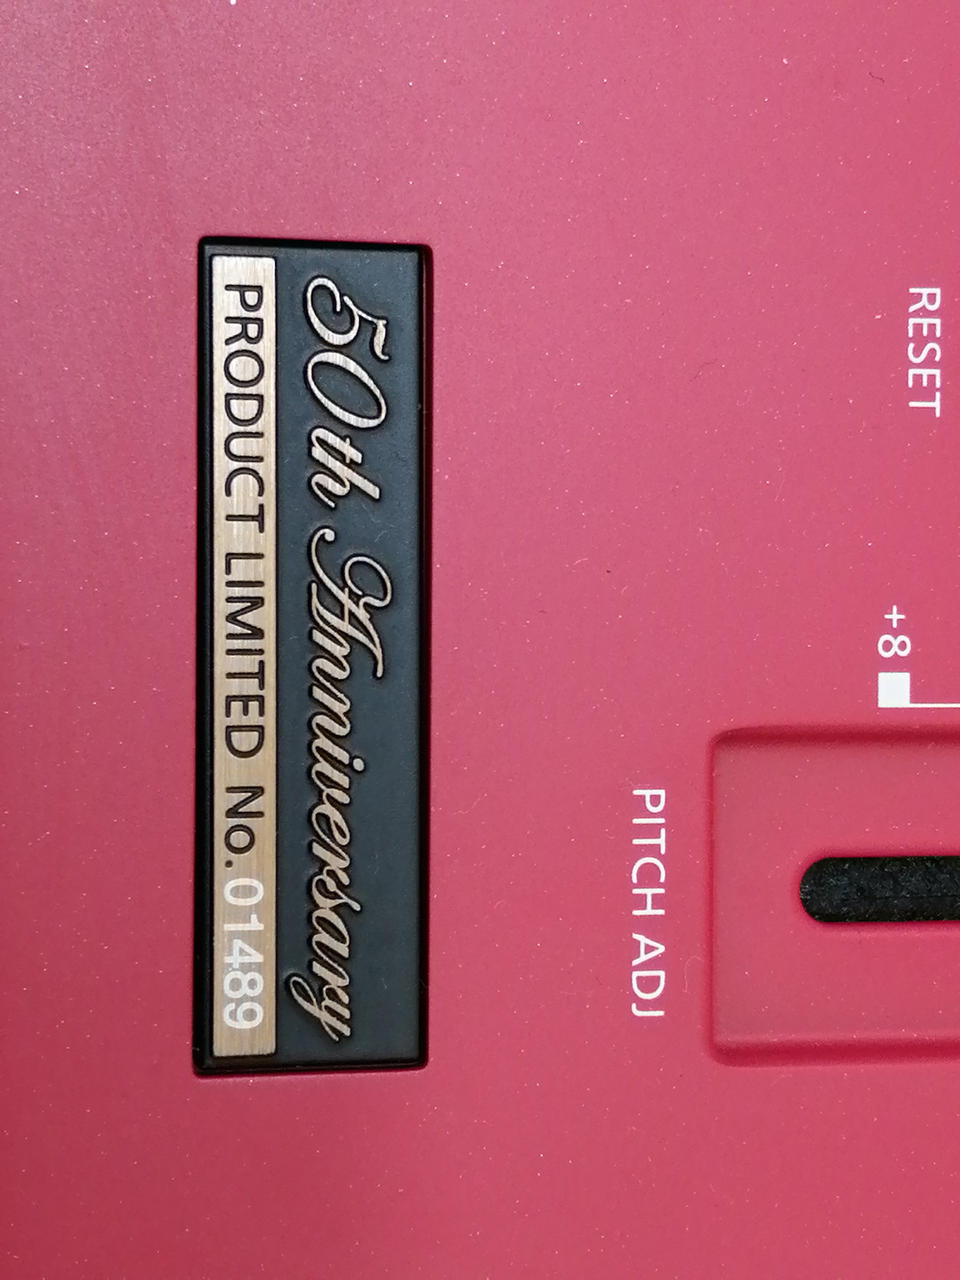 50th Anniversary
PRODUCT LIMITED No.01489
RESET
+8
PITCH ADJ